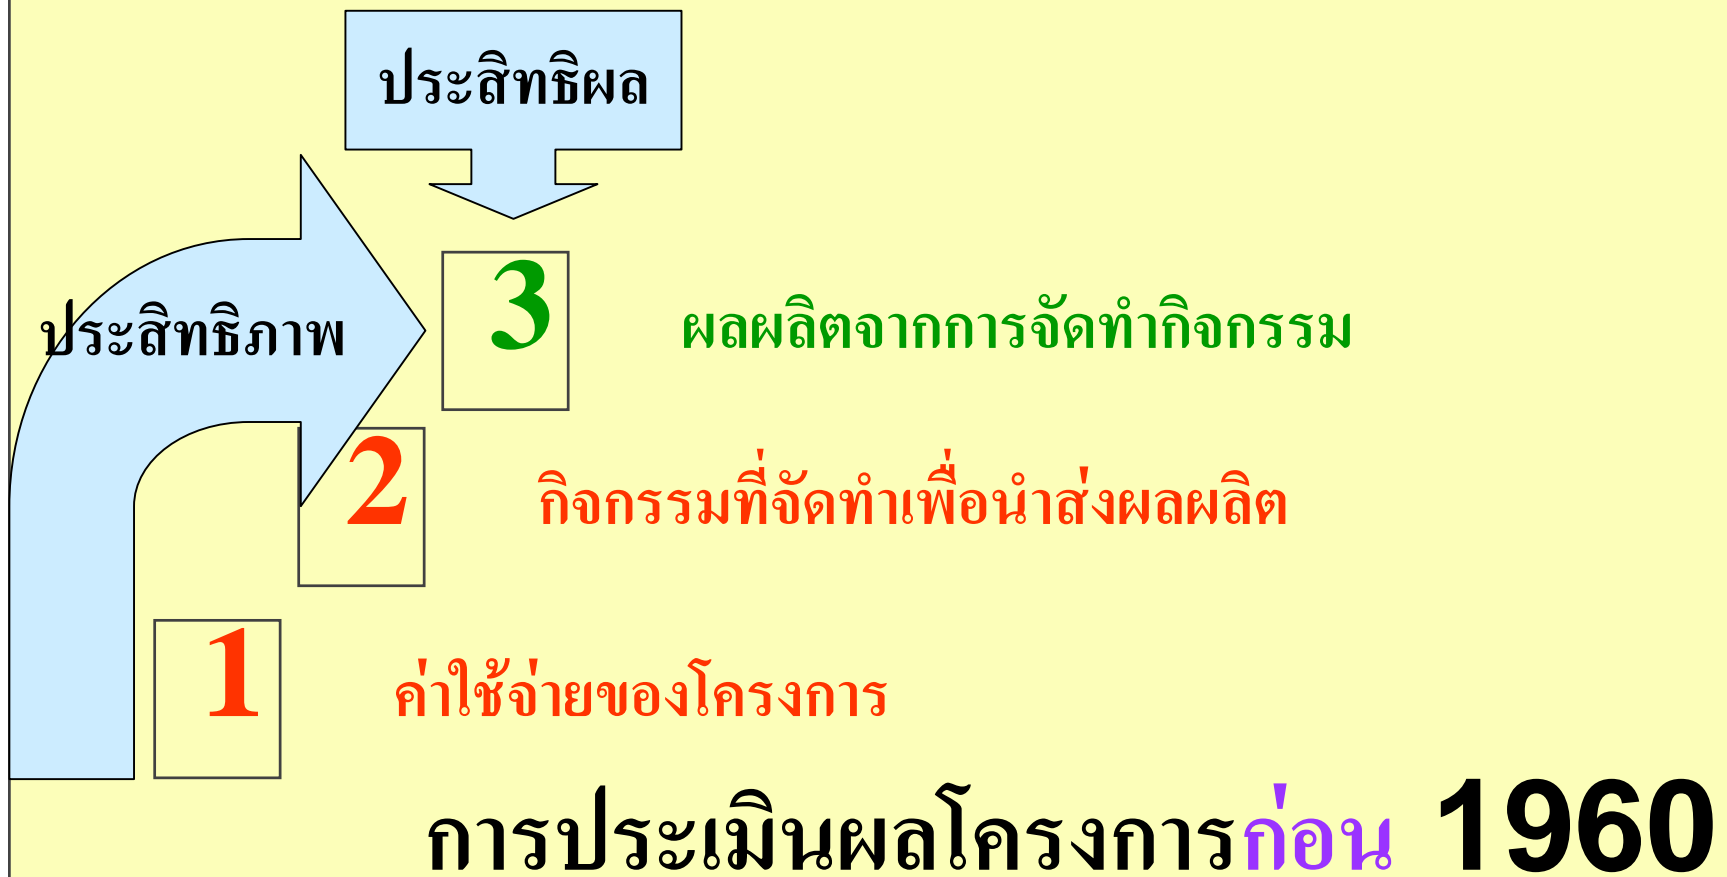 ประสิทธิผล
ประสิทธิภาพ
3 ผลผลิตจากการจัดทำกิจกรรม
2 กิจกรรมที่จัดทำเพื่อนำส่งผลผลิต
1 ค่าใช้จ่ายของโครงการ
การประเมินผลโครงการก่อน 1960